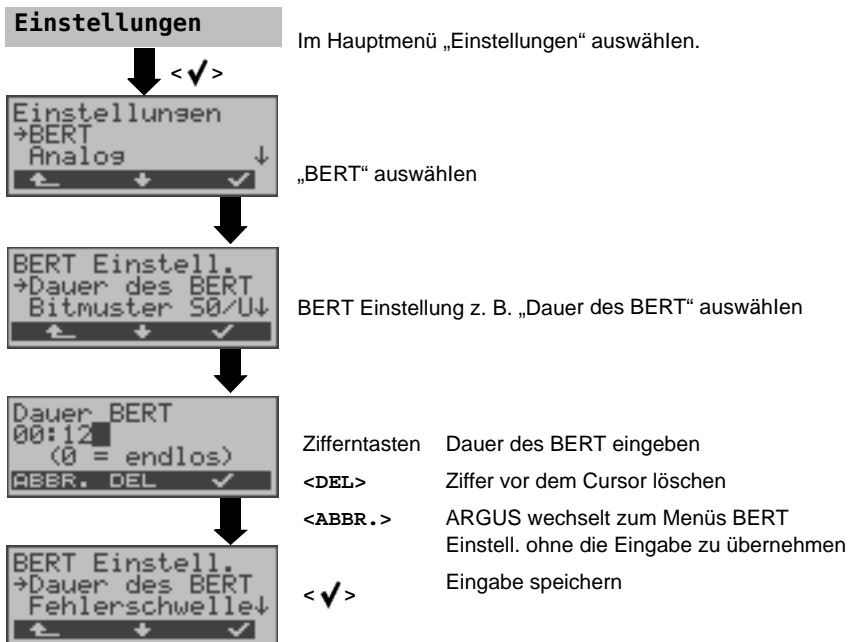 Einstellungen
Im Hauptmenü „Einstellungen“ auswählen.
<✓>
Einstellungen
→BERT
Analog ↓
„BERT“ auswählen
BERT Einstell.
→Dauer des BERT
Bitmuster S0/U↓
BERT Einstellung z. B. „Dauer des BERT“ auswählen
Dauer BERT
00:12
(0 = endlos)
ABBR. DEL ✓
Zifferntasten Dauer des BERT eingeben
<DEL> Ziffer vor dem Cursor löschen
<ABBR.> ARGUS wechselt zum Menüs BERT
Einstell. ohne die Eingabe zu übernehmen
<✓> Eingabe speichern
BERT Einstell.
→Dauer des BERT
Fehlerschwelle↓